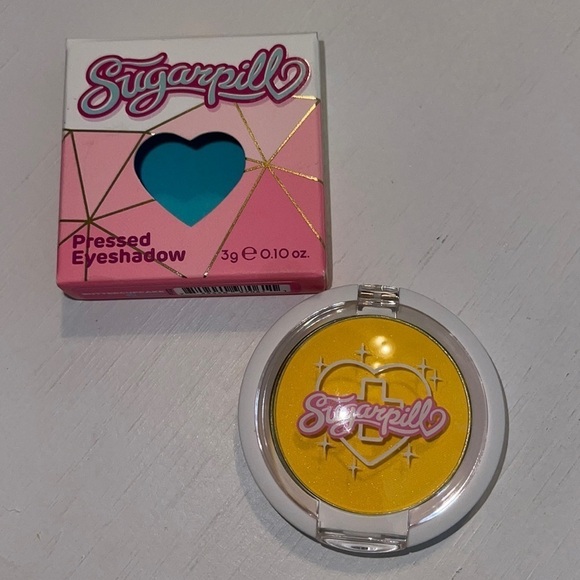 Sugarpill
Pressed
Eyeshadow
3g ℮ 0.10 oz.
Sugarpill